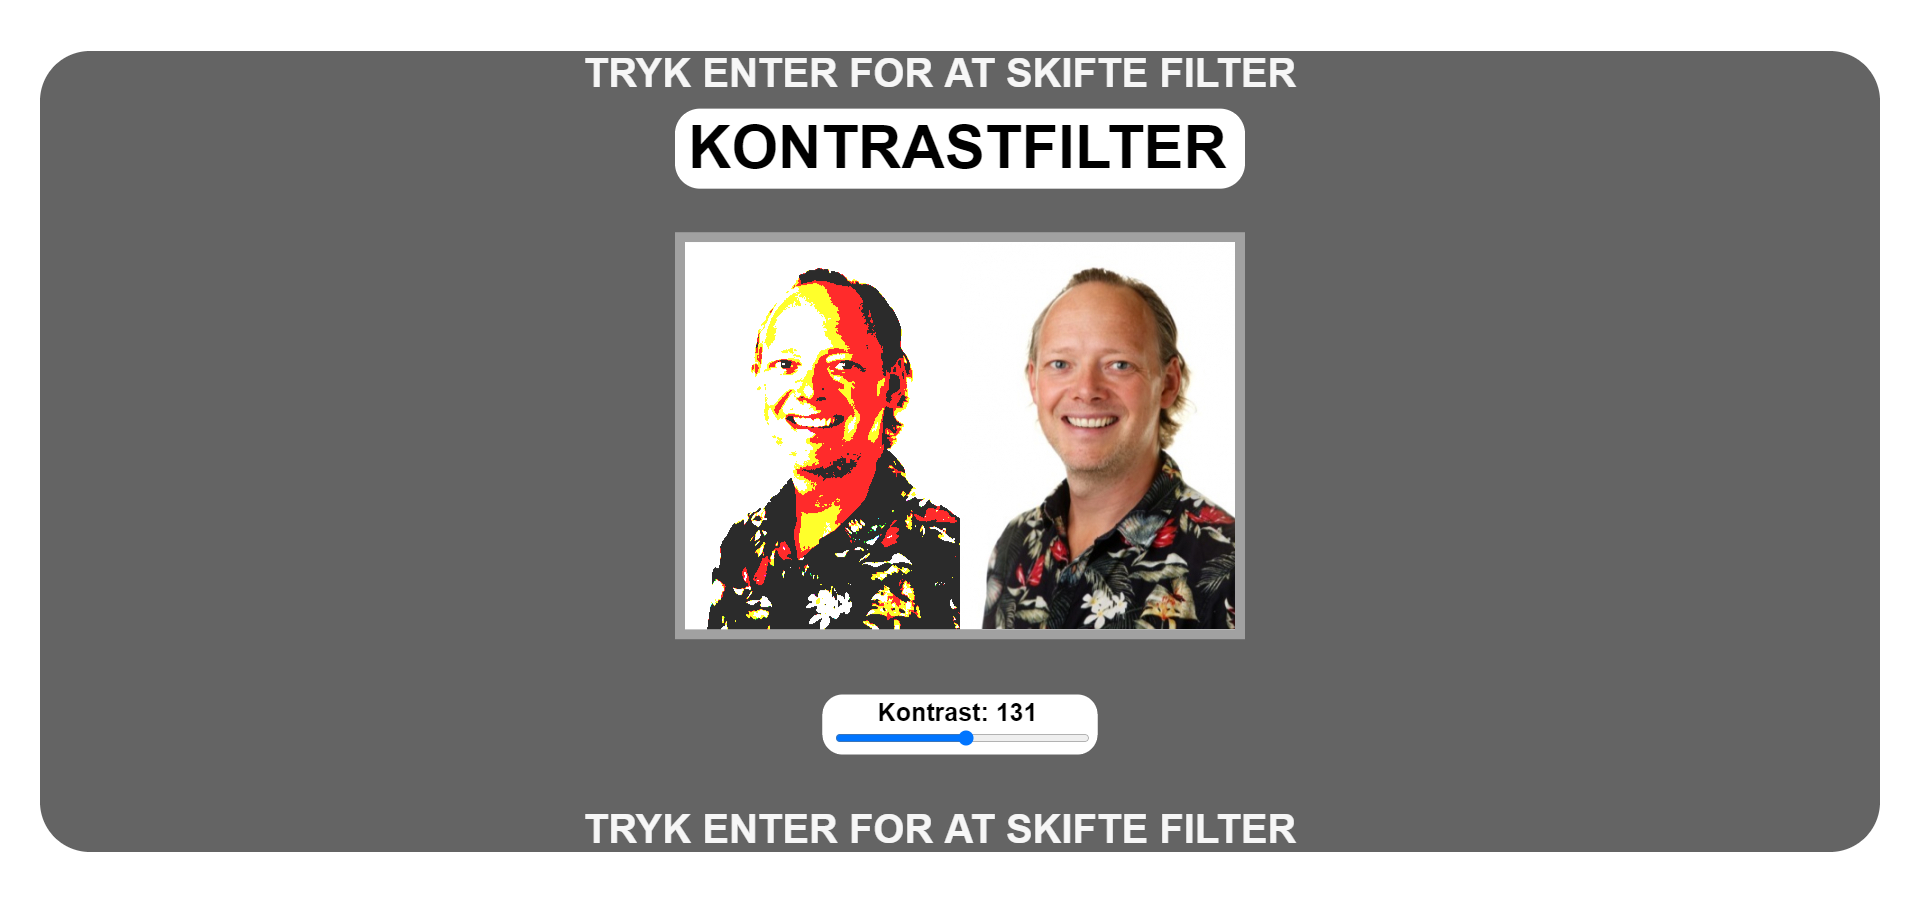 TRYK ENTER FOR AT SKIFTE FILTER
KONTRASTFILTER
Kontrast: 131
TRYK ENTER FOR AT SKIFTE FILTER